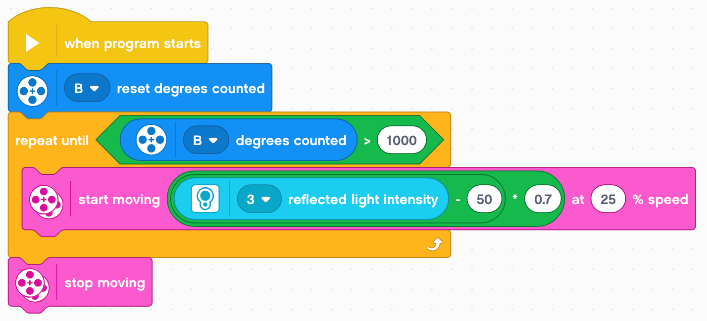 when program starts
B reset degrees counted
repeat until B degrees counted > 1000
start moving 3 reflected light intensity - 50 * 0.7 at 25 % speed
stop moving